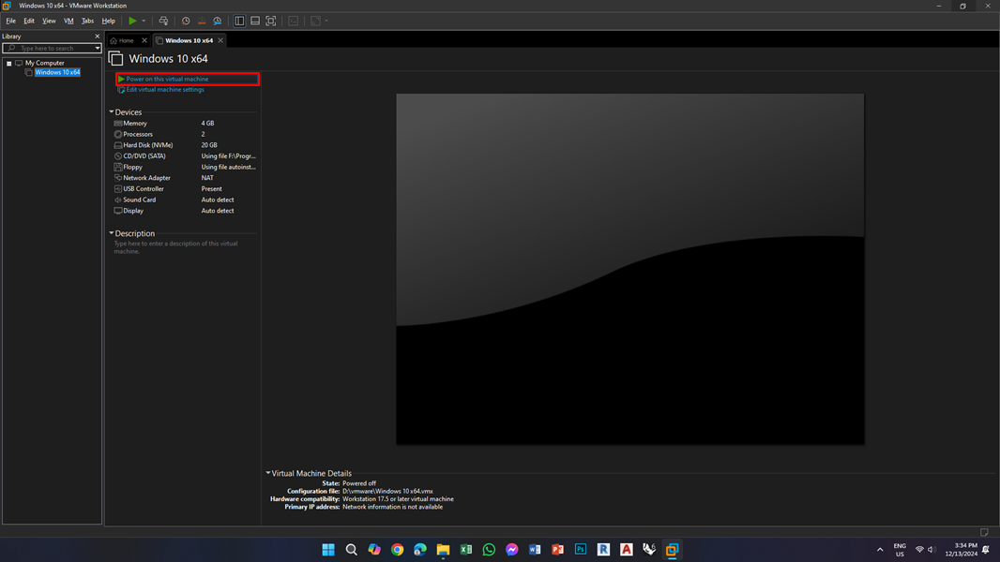 Windows 10 x64 - VMware Workstation
File Edit View VM Tabs Help
Library
Type here to search
My Computer
Windows 10 x64
Home
Windows 10 x64
Windows 10 x64
Power on this virtual machine
Edit virtual machine settings
Devices
Memory 4 GB
Processors 2
Hard Disk (NVMe) 20 GB
CD/DVD (SATA) Using file F:\Progr...
Floppy Using file autoinst...
Network Adapter NAT
USB Controller Present
Sound Card Auto detect
Display Auto detect
Description
Type here to enter a description of this virtual
machine.
Virtual Machine Details
State: Powered off
Configuration file: D:\vmware\Windows 10 x64.vmx
Hardware compatibility: Workstation 17.5 or later virtual machine
Primary IP address: Network information is not available
ENG
US
3:34 PM
12/13/2024